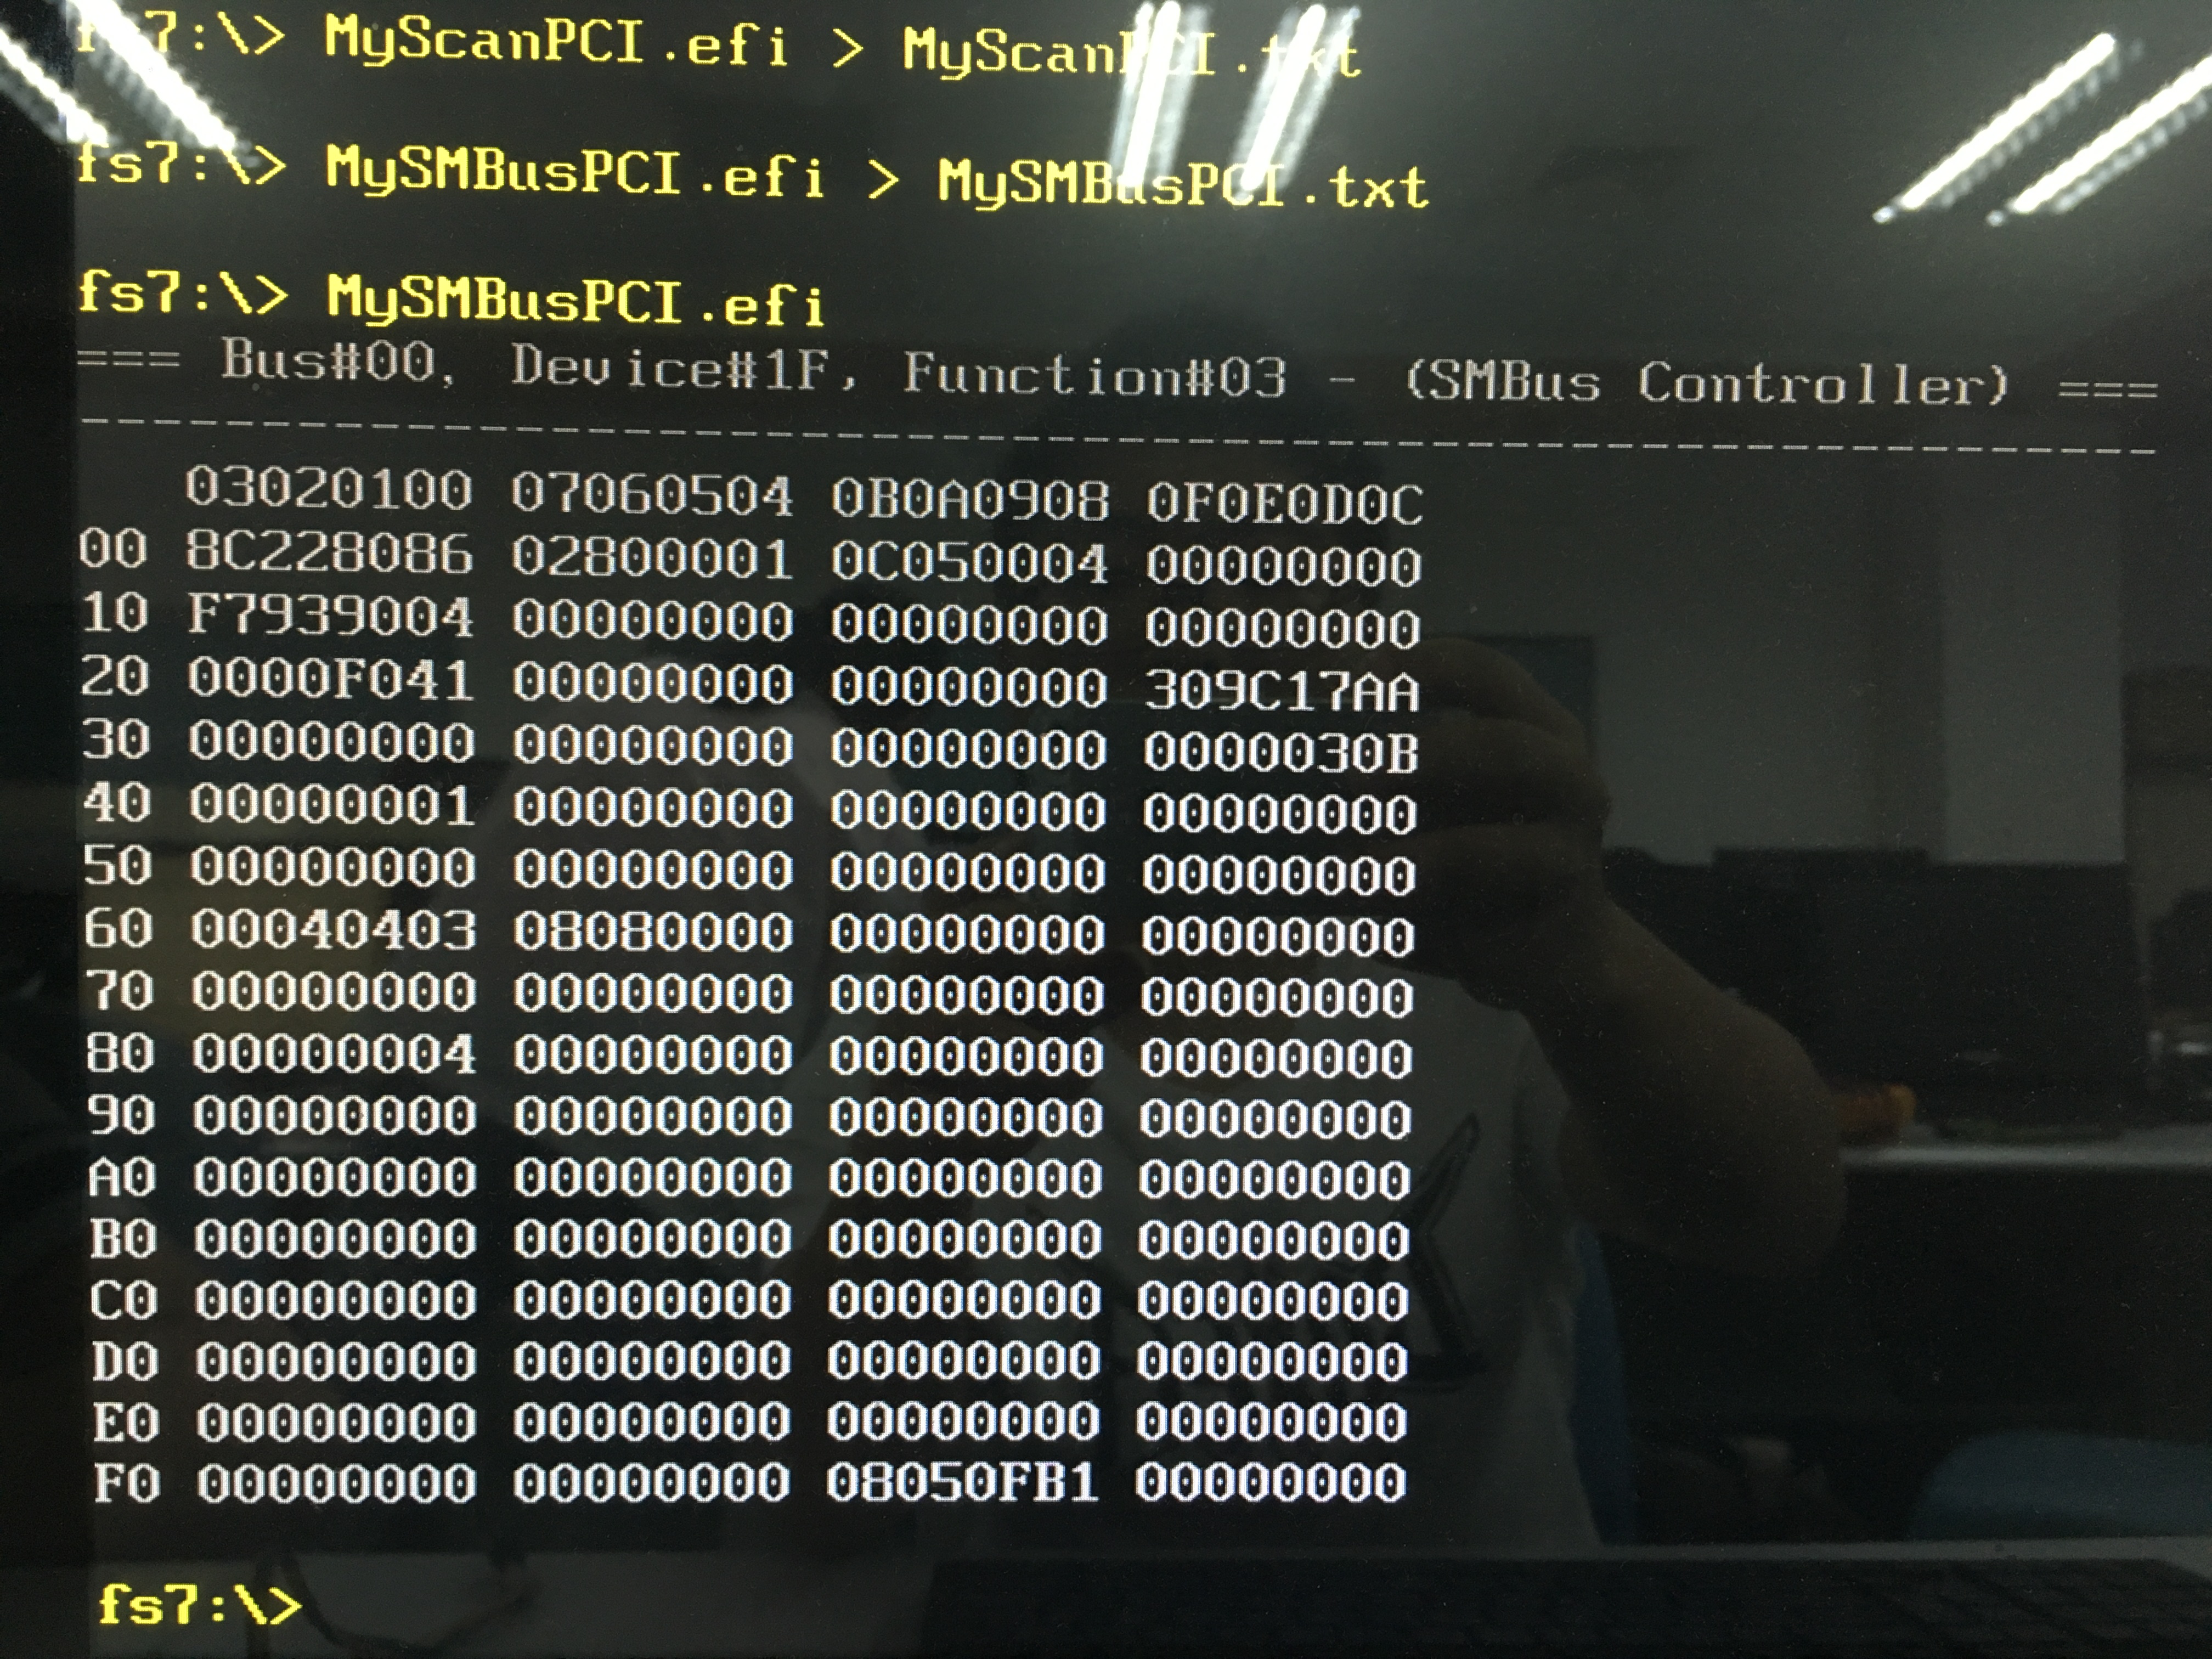 fs7:\> MyScanPCI.efi > MyScanPCI.txt
fs7:\> MySMBusPCI.efi > MySMBusPCI.txt
fs7:\> MySMBusPCI.efi
=== Bus#00, Device#1F, Function#03 - (SMBus Controller) ===
-----------------------------------------------------------
03020100 07060504 0B0A0908 0F0E0D0C
00 8C228086 02800001 0C050004 00000000
10 F7939004 00000000 00000000 00000000
20 0000F041 00000000 00000000 309C17AA
30 00000000 00000000 00000000 0000030B
40 00000001 00000000 00000000 00000000
50 00000000 00000000 00000000 00000000
60 00040403 08080000 00000000 00000000
70 00000000 00000000 00000000 00000000
80 00000004 00000000 00000000 00000000
90 00000000 00000000 00000000 00000000
A0 00000000 00000000 00000000 00000000
B0 00000000 00000000 00000000 00000000
C0 00000000 00000000 00000000 00000000
D0 00000000 00000000 00000000 00000000
E0 00000000 00000000 00000000 00000000
F0 00000000 00000000 08050FB1 00000000
fs7:\>